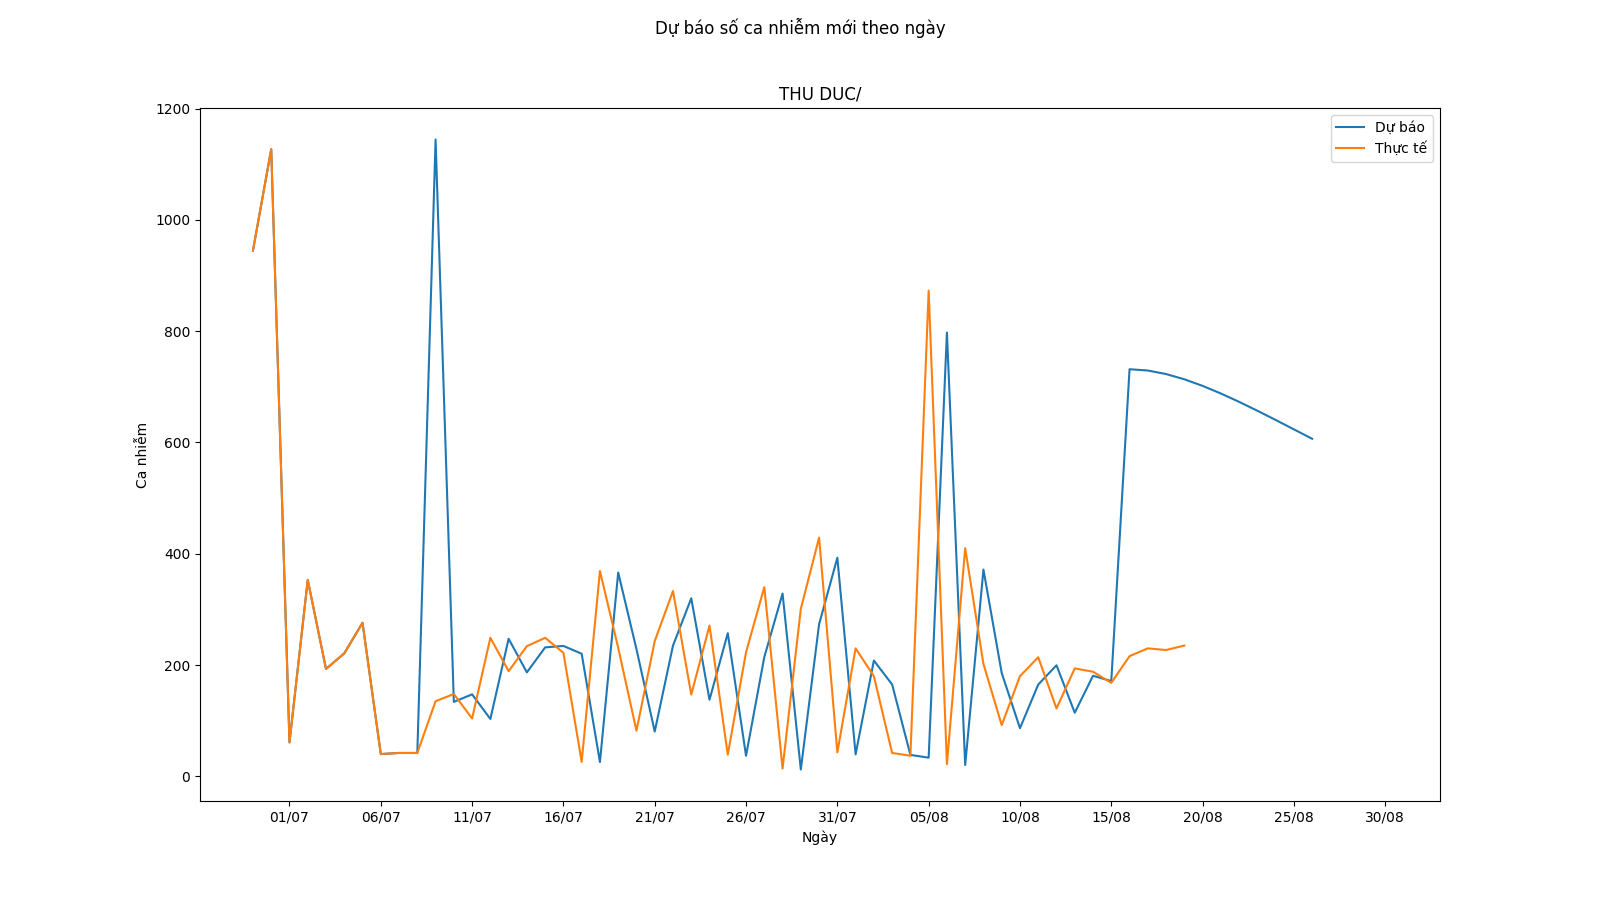 Dự báo số ca nhiễm mới theo ngày
THU DUC/
1200
1000
800
600
400
200
0
Ca nhiễm
Dự báo
Thực tế
01/07 06/07 11/07 16/07 21/07 26/07 31/07 05/08 10/08 15/08 20/08 25/08 30/08
Ngày